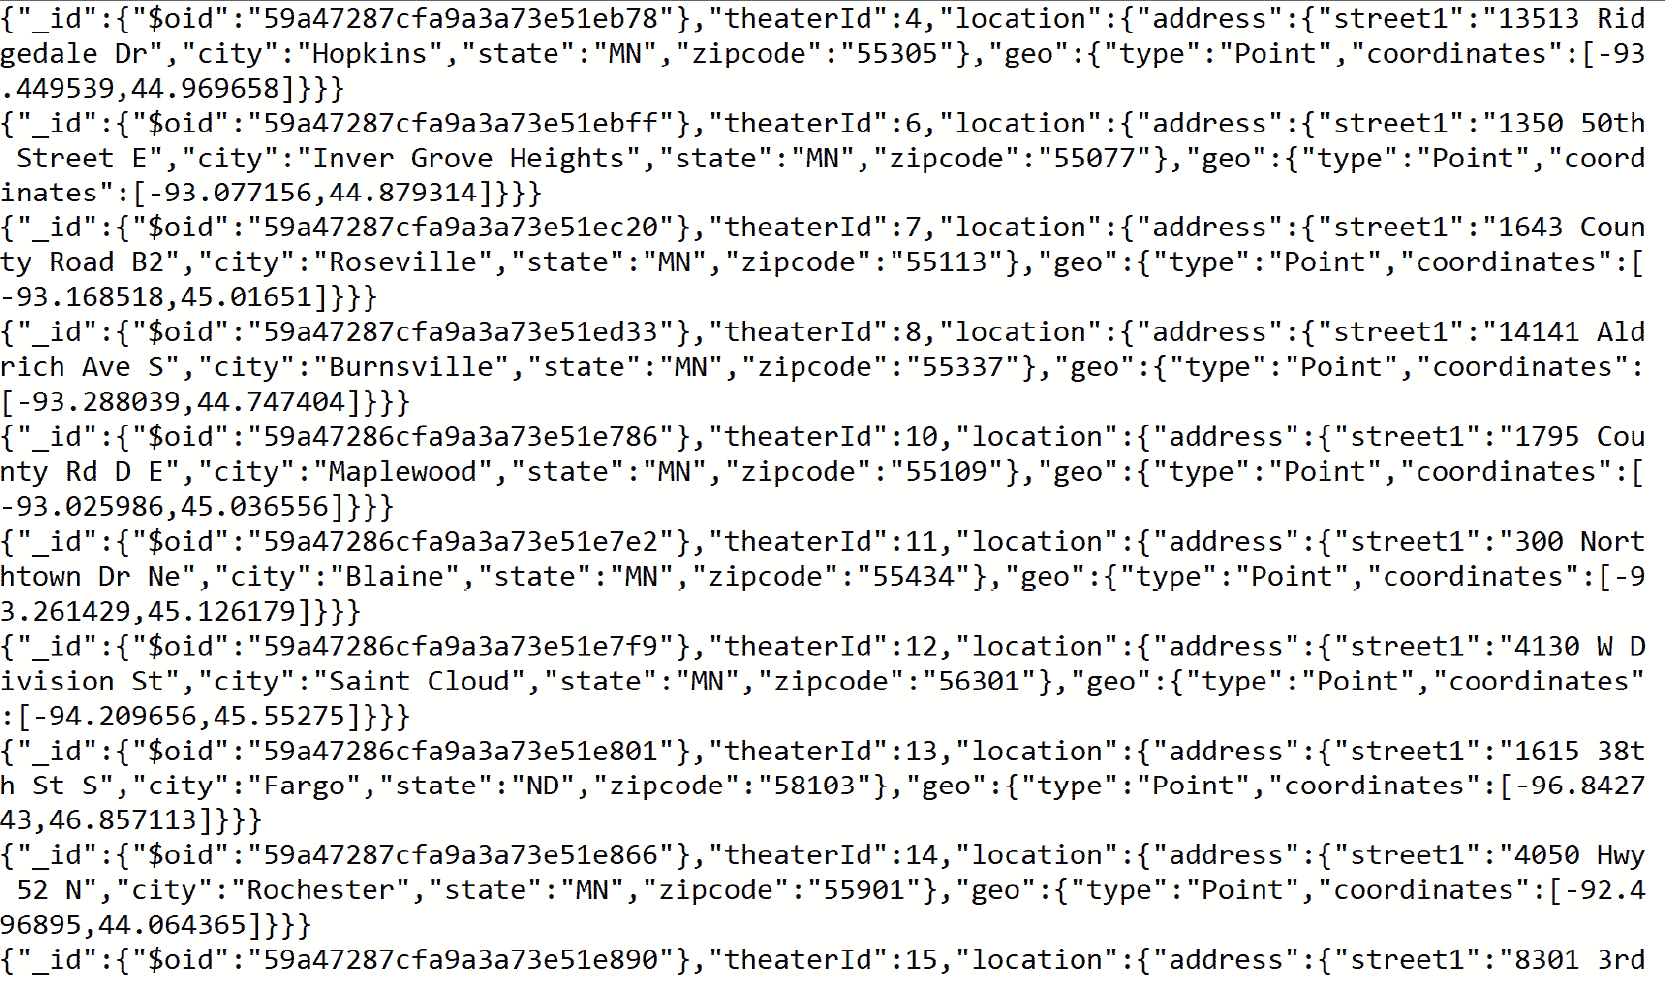 {"_id":{"$oid":"59a47287cfa9a3a73e51eb78"},"theaterId":4,"location":{"address":{"street1":"13513 Rid
gedale Dr","city":"Hopkins","state":"MN","zipcode":"55305"},"geo":{"type":"Point","coordinates":[-93
.449539,44.969658]}}}
{"_id":{"$oid":"59a47287cfa9a3a73e51ebff"},"theaterId":6,"location":{"address":{"street1":"1350 50th
 Street E","city":"Inver Grove Heights","state":"MN","zipcode":"55077"},"geo":{"type":"Point","coord
inates":[-93.077156,44.879314]}}}
{"_id":{"$oid":"59a47287cfa9a3a73e51ec20"},"theaterId":7,"location":{"address":{"street1":"1643 Coun
ty Road B2","city":"Roseville","state":"MN","zipcode":"55113"},"geo":{"type":"Point","coordinates":[
-93.168518,45.01651]}}}
{"_id":{"$oid":"59a47287cfa9a3a73e51ed33"},"theaterId":8,"location":{"address":{"street1":"14141 Ald
rich Ave S","city":"Burnsville","state":"MN","zipcode":"55337"},"geo":{"type":"Point","coordinates":
[-93.288039,44.747404]}}}
{"_id":{"$oid":"59a47286cfa9a3a73e51e786"},"theaterId":10,"location":{"address":{"street1":"1795 Cou
nty Rd D E","city":"Maplewood","state":"MN","zipcode":"55109"},"geo":{"type":"Point","coordinates":[
-93.025986,45.036556]}}}
{"_id":{"$oid":"59a47286cfa9a3a73e51e7e2"},"theaterId":11,"location":{"address":{"street1":"300 Nort
htown Dr Ne","city":"Blaine","state":"MN","zipcode":"55434"},"geo":{"type":"Point","coordinates":[-9
3.261429,45.126179]}}}
{"_id":{"$oid":"59a47286cfa9a3a73e51e7f9"},"theaterId":12,"location":{"address":{"street1":"4130 W D
ivision St","city":"Saint Cloud","state":"MN","zipcode":"56301"},"geo":{"type":"Point","coordinates"
:[-94.209656,45.55275]}}}
{"_id":{"$oid":"59a47286cfa9a3a73e51e801"},"theaterId":13,"location":{"address":{"street1":"1615 38t
h St S","city":"Fargo","state":"ND","zipcode":"58103"},"geo":{"type":"Point","coordinates":[-96.8427
43,46.857113]}}}
{"_id":{"$oid":"59a47287cfa9a3a73e51e866"},"theaterId":14,"location":{"address":{"street1":"4050 Hwy
 52 N","city":"Rochester","state":"MN","zipcode":"55901"},"geo":{"type":"Point","coordinates":[-92.4
96895,44.064365]}}}
{"_id":{"$oid":"59a47287cfa9a3a73e51e890"},"theaterId":15,"location":{"address":{"street1":"8301 3rd